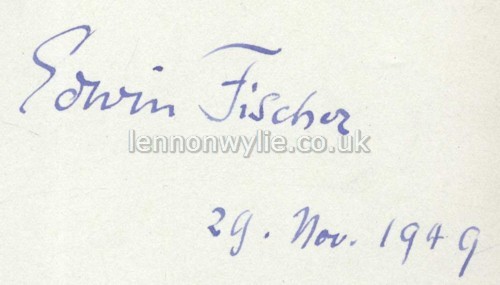 Edwin Fischer
lennonwylie.co.uk
29. Nov. 1949